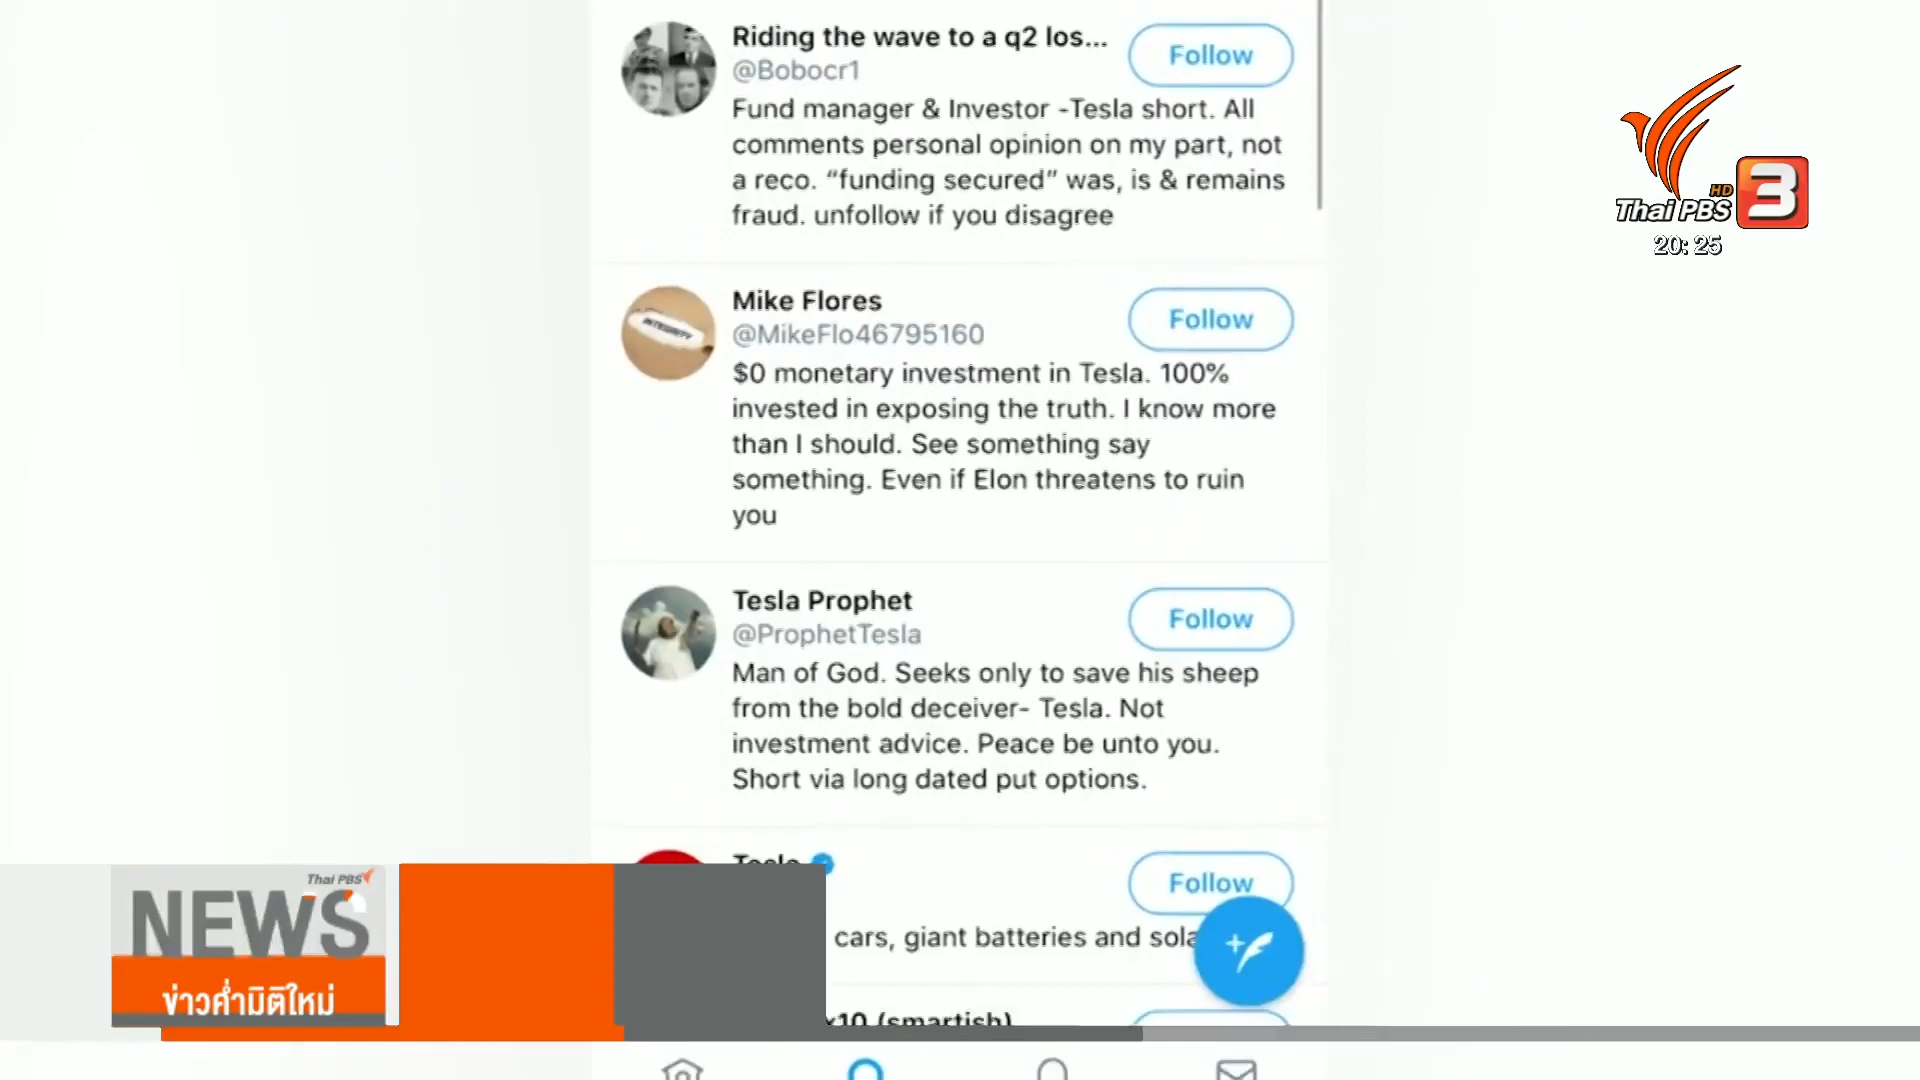 Riding the wave to a q2 los...
@Bobocr1
Follow
Fund manager & Investor -Tesla short. All
comments personal opinion on my part, not
a reco. “funding secured” was, is & remains
fraud. unfollow if you disagree
HD
Thai PBS 3
20:25
INTEGRITY
Mike Flores
@MikeFlo46795160
Follow
$0 monetary investment in Tesla. 100%
invested in exposing the truth. I know more
than I should. See something say
something. Even if Elon threatens to ruin
you
Tesla Prophet
@ProphetTesla
Follow
Man of God. Seeks only to save his sheep
from the bold deceiver- Tesla. Not
investment advice. Peace be unto you.
Short via long dated put options.
Tesla
Follow
cars, giant batteries and sola
x10 (smartish)
Thai PBS
NEWS
ข่าวค่ำมิติใหม่